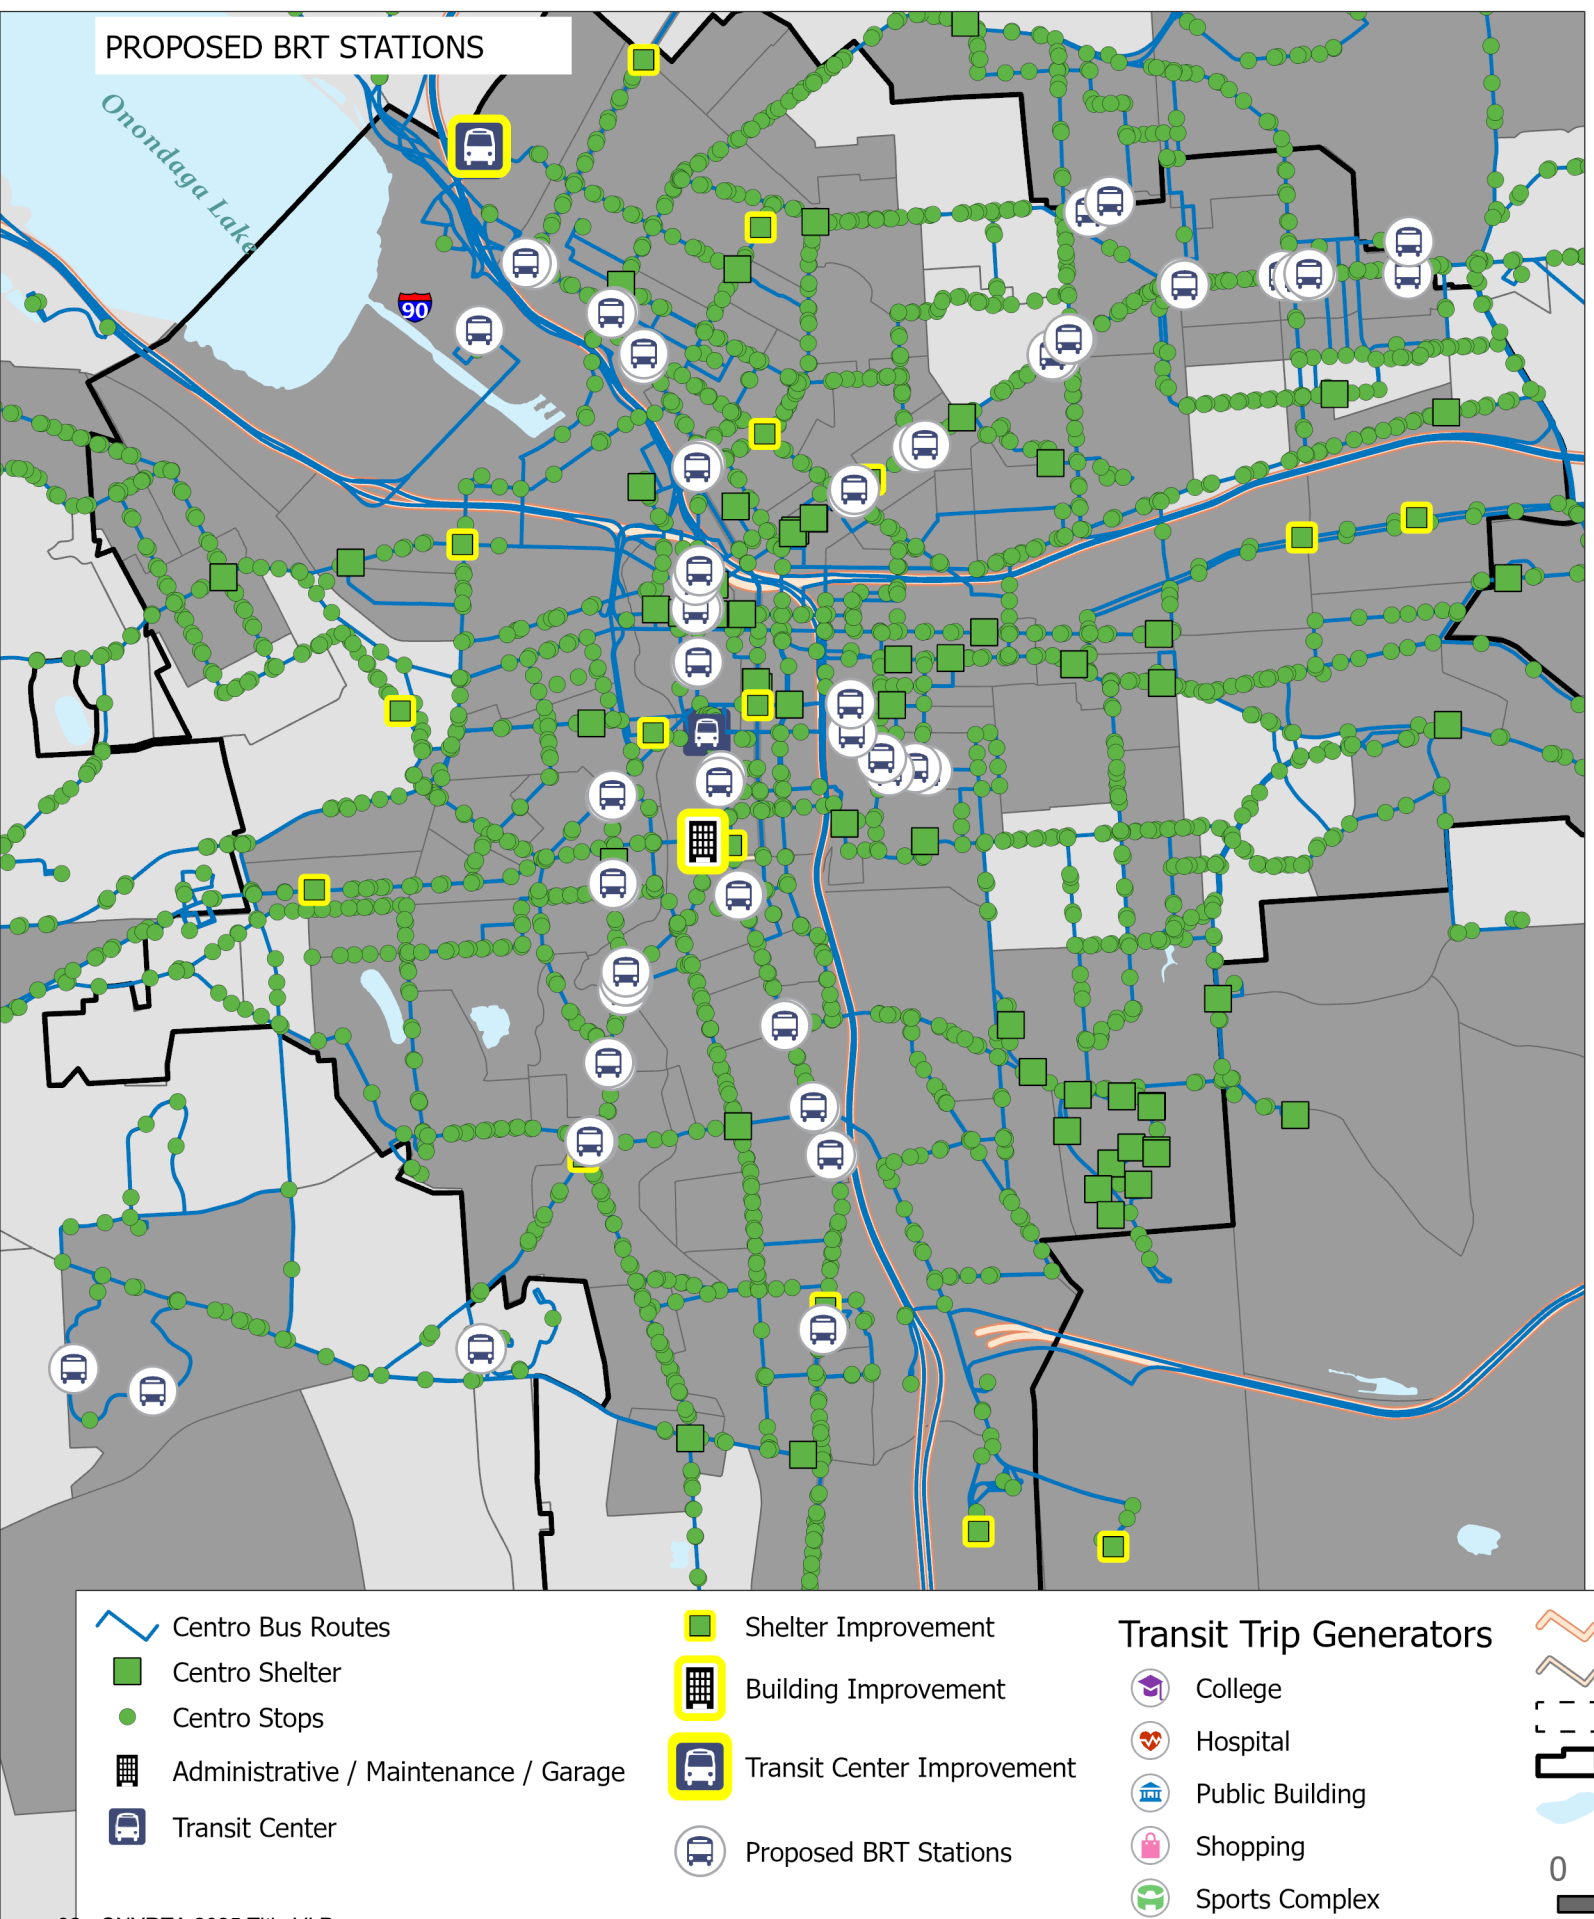 PROPOSED BRT STATIONS
Onondaga Lake
90
Centro Bus Routes
Centro Shelter
Centro Stops
Administrative / Maintenance / Garage
Transit Center
Shelter Improvement
Building Improvement
Transit Center Improvement
Proposed BRT Stations
Transit Trip Generators
College
Hospital
Public Building
Shopping
Sports Complex
0